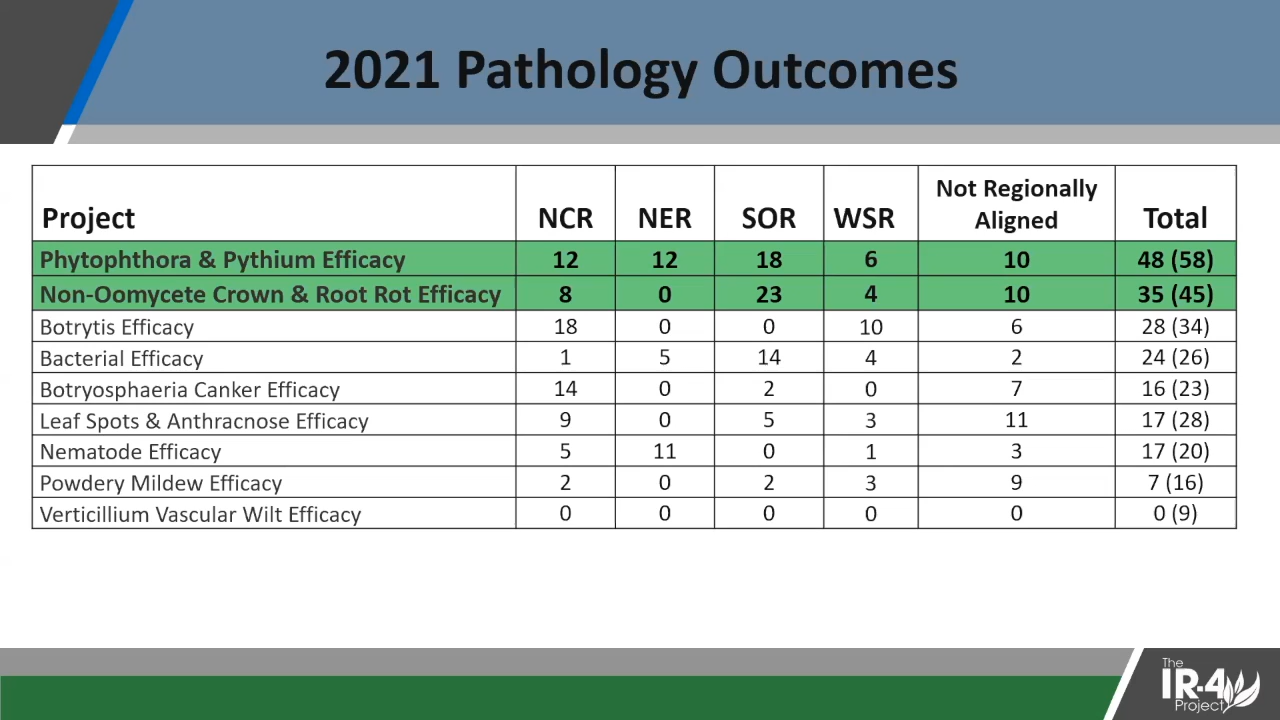 2021 Pathology Outcomes
Project NCR NER SOR WSR Not Regionally Aligned Total
Phytophthora & Pythium Efficacy 12 12 18 6 10 48 (58)
Non-Oomycete Crown & Root Rot Efficacy 8 0 23 4 10 35 (45)
Botrytis Efficacy 18 0 0 10 6 28 (34)
Bacterial Efficacy 1 5 14 4 2 24 (26)
Botryosphaeria Canker Efficacy 14 0 2 0 7 16 (23)
Leaf Spots & Anthracnose Efficacy 9 0 5 3 11 17 (28)
Nematode Efficacy 5 11 0 1 3 17 (20)
Powdery Mildew Efficacy 2 0 2 3 9 7 (16)
Verticillium Vascular Wilt Efficacy 0 0 0 0 0 0 (9)
The
IR-4
Project